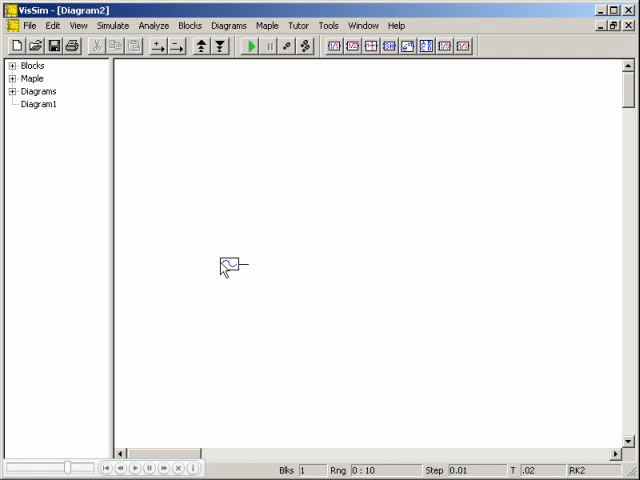 VisSim - [Diagram2]
File Edit View Simulate Analyze Blocks Diagrams Maple Tutor Tools Window Help
Blocks
Maple
Diagrams
Diagram1
Blks 1 Rng 0 : 10 Step 0.01 T .02 RK2